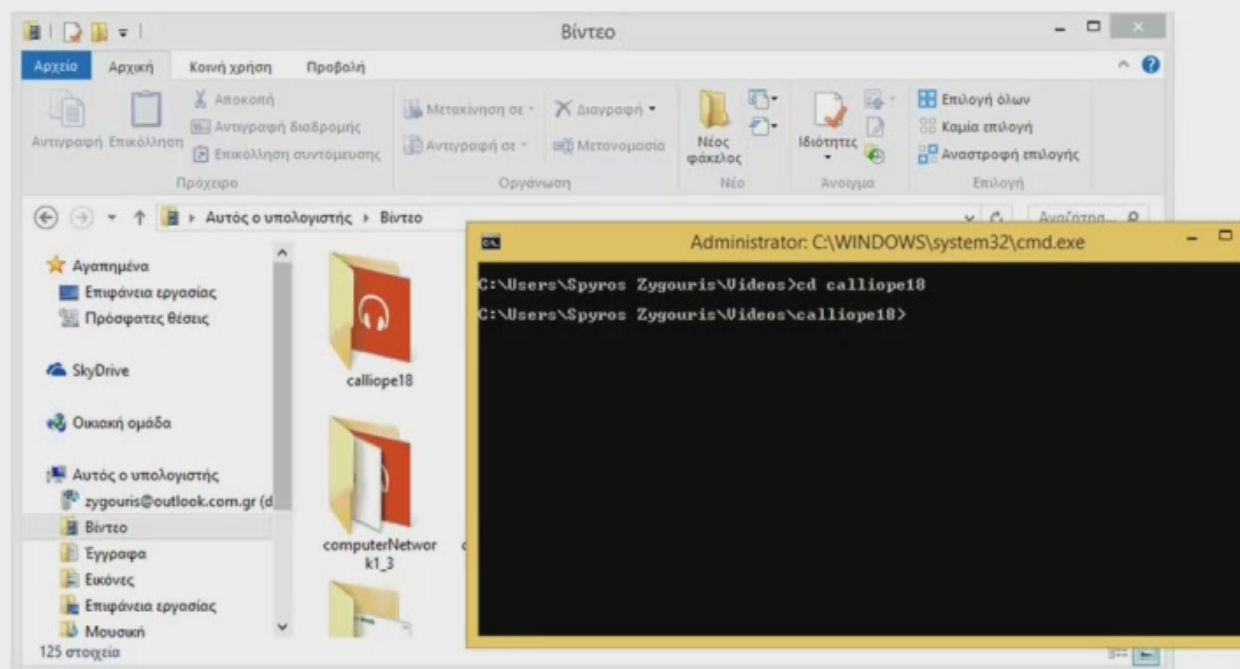 Βίντεο
Αρχείο Αρχική Κοινή χρήση Προβολή
Αντιγραφή Επικόλληση
Αποκοπή
Αντιγραφή διαδρομής
Επικόλληση συντόμευσης
Πρόχειρο
Μετακίνηση σε
Αντιγραφή σε
Διαγραφή
Μετονομασία
Οργάνωση
Νέος
φάκελος
Νέο
Ιδιότητες
Άνοιγμα
Επιλογή όλων
Καμία επιλογή
Αναστροφή επιλογής
Επιλογή
Αυτός ο υπολογιστής Βίντεο
Αγαπημένα
Επιφάνεια εργασίας
Πρόσφατες θέσεις
SkyDrive
Οικιακή ομάδα
Αυτός ο υπολογιστής
zygouris@outlook.com.gr (d
Βίντεο
Έγγραφα
Εικόνες
Επιφάνεια εργασίας
Μουσική
125 στοιχεία
calliope18
computerNetwor
k1_3
Administrator: C:\WINDOWS\system32\cmd.exe
C:\Users\Spyros Zygouris\Videos>cd calliope18
C:\Users\Spyros Zygouris\Videos\calliope18>